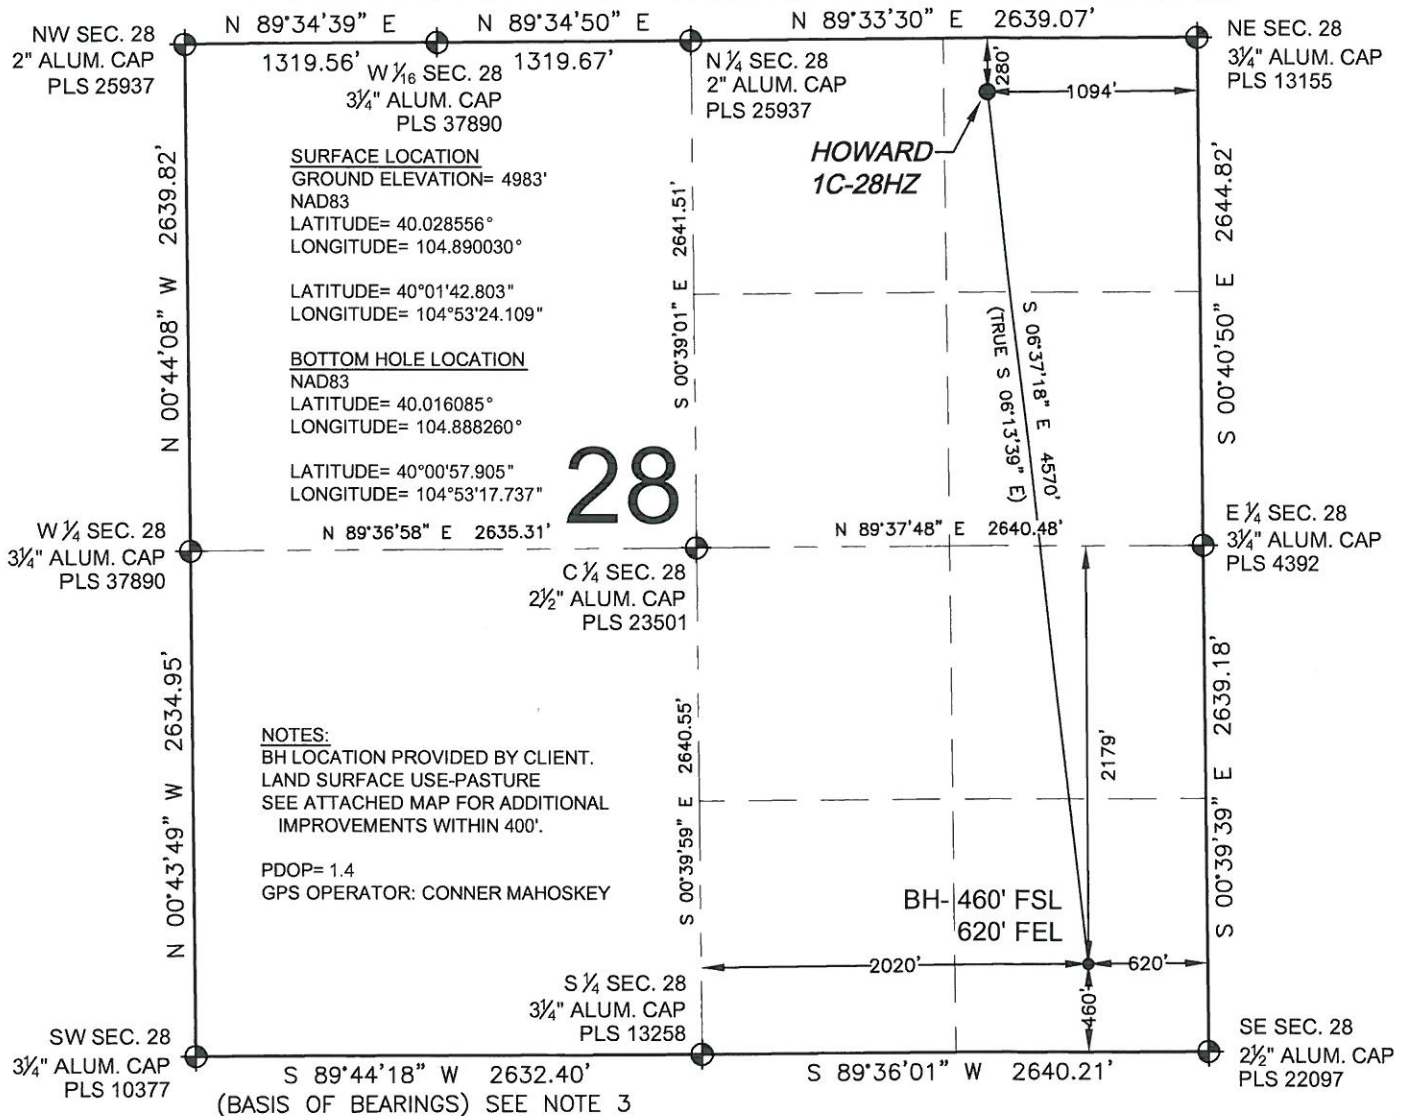 N 89°34'39" E
N 89°34'50" E
N 89°33'30" E 2639.07'
NW SEC. 28
2" ALUM. CAP
PLS 25937
1319.56'
W 1/16 SEC. 28
3¼" ALUM. CAP
PLS 37890
1319.67'
N ¼ SEC. 28
2" ALUM. CAP
PLS 25937
280'
1094'
NE SEC. 28
3¼" ALUM. CAP
PLS 13155
HOWARD
1C-28HZ
SURFACE LOCATION
GROUND ELEVATION= 4983'
NAD83
LATITUDE= 40.028556°
LONGITUDE= 104.890030°
LATITUDE= 40°01'42.803"
LONGITUDE= 104°53'24.109"
BOTTOM HOLE LOCATION
NAD83
LATITUDE= 40.016085°
LONGITUDE= 104.888260°
LATITUDE= 40°00'57.905"
LONGITUDE= 104°53'17.737"
N 00°44'08" W 2639.82'
S 00°39'01" E 2641.51'
S 06°37'18" E 4570'
(TRUE S 06°13'39" E)
S 00°40'50" E 2644.82'
28
W ¼ SEC. 28
3¼" ALUM. CAP
PLS 37890
N 89°36'58" E 2635.31'
N 89°37'48" E 2640.48'
C ¼ SEC. 28
2½" ALUM. CAP
PLS 23501
E ¼ SEC. 28
3¼" ALUM. CAP
PLS 4392
N 00°43'49" W 2634.95'
NOTES:
BH LOCATION PROVIDED BY CLIENT.
LAND SURFACE USE-PASTURE
SEE ATTACHED MAP FOR ADDITIONAL
IMPROVEMENTS WITHIN 400'.
PDOP= 1.4
GPS OPERATOR: CONNER MAHOSKEY
S 00°39'59" E 2640.55'
2179'
S 00°39'39" E 2639.18'
BH- 460' FSL
620' FEL
2020'
620'
460'
S ¼ SEC. 28
3¼" ALUM. CAP
PLS 13258
SW SEC. 28
3¼" ALUM. CAP
PLS 10377
SE SEC. 28
2½" ALUM. CAP
PLS 22097
S 89°44'18" W 2632.40'
(BASIS OF BEARINGS) SEE NOTE 3
S 89°36'01" W 2640.21'